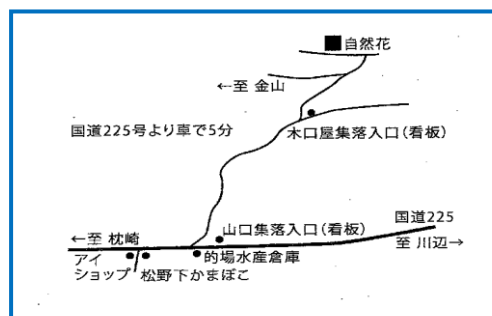 自然花
←至 金山
国道225号より車で5分
木口屋集落入口(看板)
国道225
山口集落入口(看板)
←至 枕崎
至 川辺→
アイ
ショップ
松野下かまぼこ
的場水産倉庫